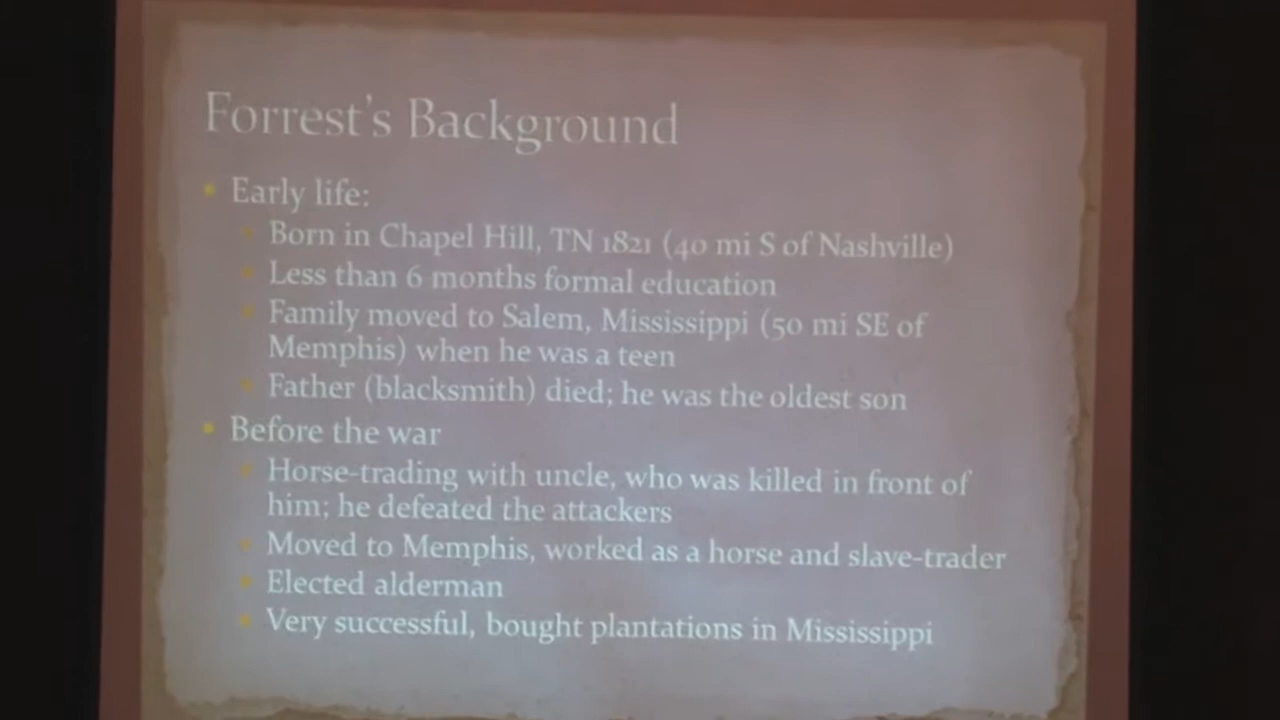 Forrest's Background
• Early life:
• Born in Chapel Hill, TN 1821 (40 mi S of Nashville)
• Less than 6 months formal education
• Family moved to Salem, Mississippi (50 mi SE of
Memphis) when he was a teen
• Father (blacksmith) died; he was the oldest son
• Before the war
• Horse-trading with uncle, who was killed in front of
him; he defeated the attackers
• Moved to Memphis, worked as a horse and slave-trader
• Elected alderman
• Very successful, bought plantations in Mississippi